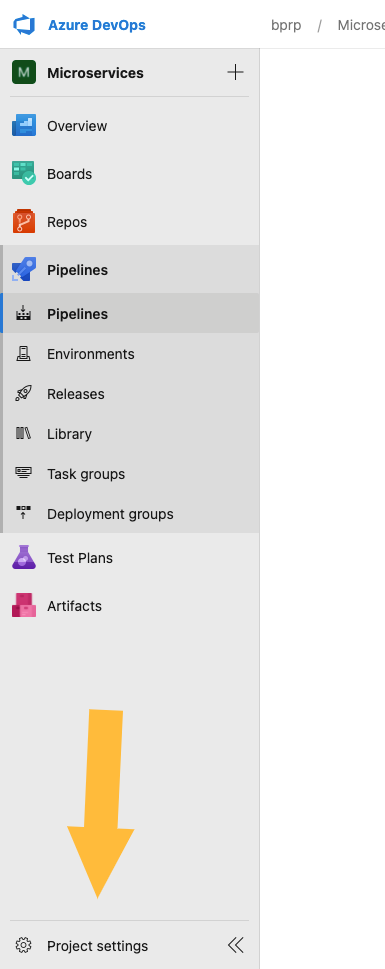 Azure DevOps
bprp / Microse
M Microservices
Overview
Boards
Repos
Pipelines
Pipelines
Environments
Releases
Library
Task groups
Deployment groups
Test Plans
Artifacts
Project settings